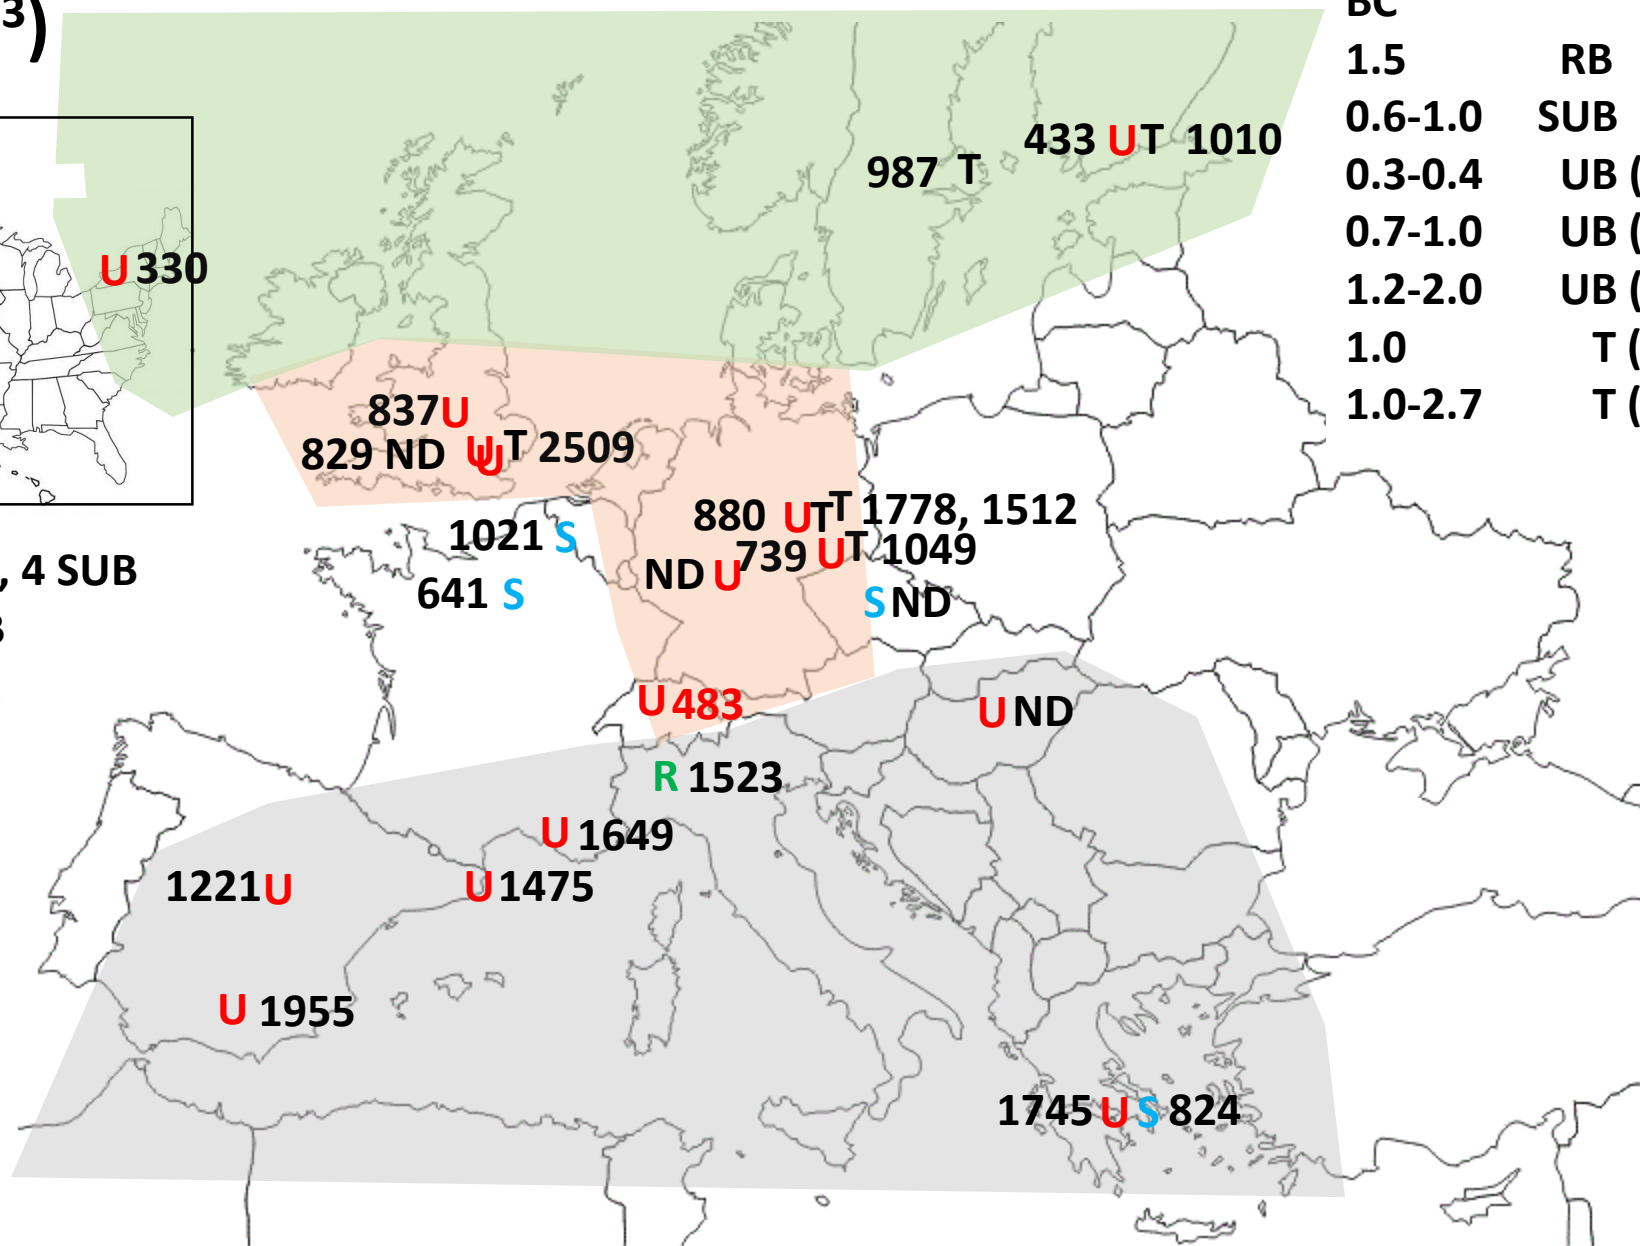 3)
BC
1.5 RB
0.6-1.0 SUB
0.3-0.4 UB (
0.7-1.0 UB (
1.2-2.0 UB (
1.0 T (
1.0-2.7 T (
433 U T 1010
987 T
U 330
837 U
829 ND U U T 2509
1021 S
641 S
880 U T T 1778, 1512
739 U T 1049
ND U
S ND
, 4 SUB
U 483
U ND
R 1523
U 1649
1221 U
U 1475
U 1955
1745 U S 824